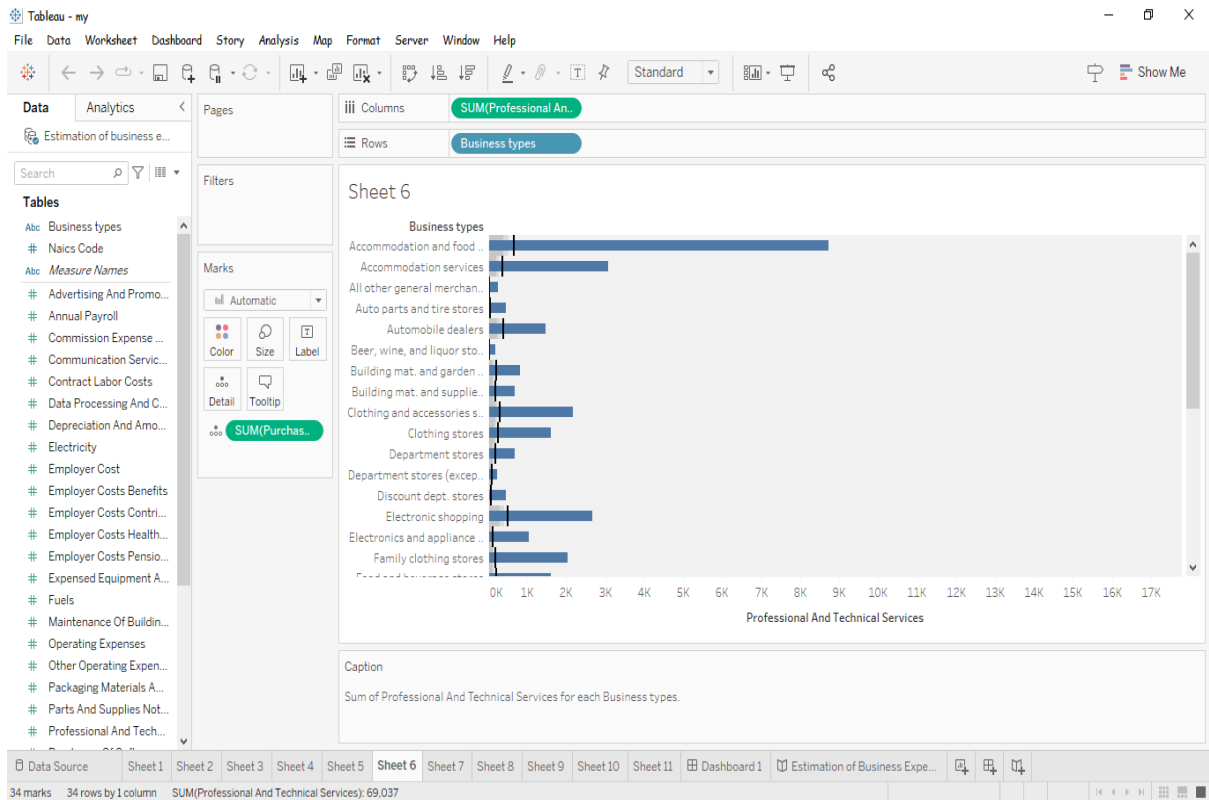 Tableau - my
File Data Worksheet Dashboard Story Analysis Map Format Server Window Help
Standard
Show Me
Data Analytics
Pages
iii Columns
SUM(Professional An..
Estimation of business e...
Rows
Business types
Search
Filters
Tables
Sheet 6
Abc Business types
# Naics Code
Abc Measure Names
# Advertising And Promo...
# Annual Payroll
# Commission Expense ...
# Communication Servic...
# Contract Labor Costs
# Data Processing And C...
# Depreciation And Amo...
# Electricity
# Employer Cost
# Employer Costs Benefits
# Employer Costs Contri...
# Employer Costs Health...
# Employer Costs Pensio...
# Expensed Equipment A...
# Fuels
# Maintenance Of Buildin...
# Operating Expenses
# Other Operating Expen...
# Packaging Materials A...
# Parts And Supplies Not...
# Professional And Tech...
Marks
Automatic
Color Size Label
Detail Tooltip
SUM(Purchas..
Business types
Accommodation and food ..
Accommodation services
All other general merchan..
Auto parts and tire stores
Automobile dealers
Beer, wine, and liquor sto..
Building mat. and garden ..
Building mat. and supplie..
Clothing and accessories s..
Clothing stores
Department stores
Department stores (excep..
Discount dept. stores
Electronic shopping
Electronics and appliance ..
Family clothing stores
Food and beverage stores
0K 1K 2K 3K 4K 5K 6K 7K 8K 9K 10K 11K 12K 13K 14K 15K 16K 17K
Professional And Technical Services
Caption
Sum of Professional And Technical Services for each Business types.
Data Source Sheet 1 Sheet 2 Sheet 3 Sheet 4 Sheet 5 Sheet 6 Sheet 7 Sheet 8 Sheet 9 Sheet 10 Sheet 11 Dashboard 1 Estimation of Business Expe...
34 marks 34 rows by 1 column SUM(Professional And Technical Services): 69,037